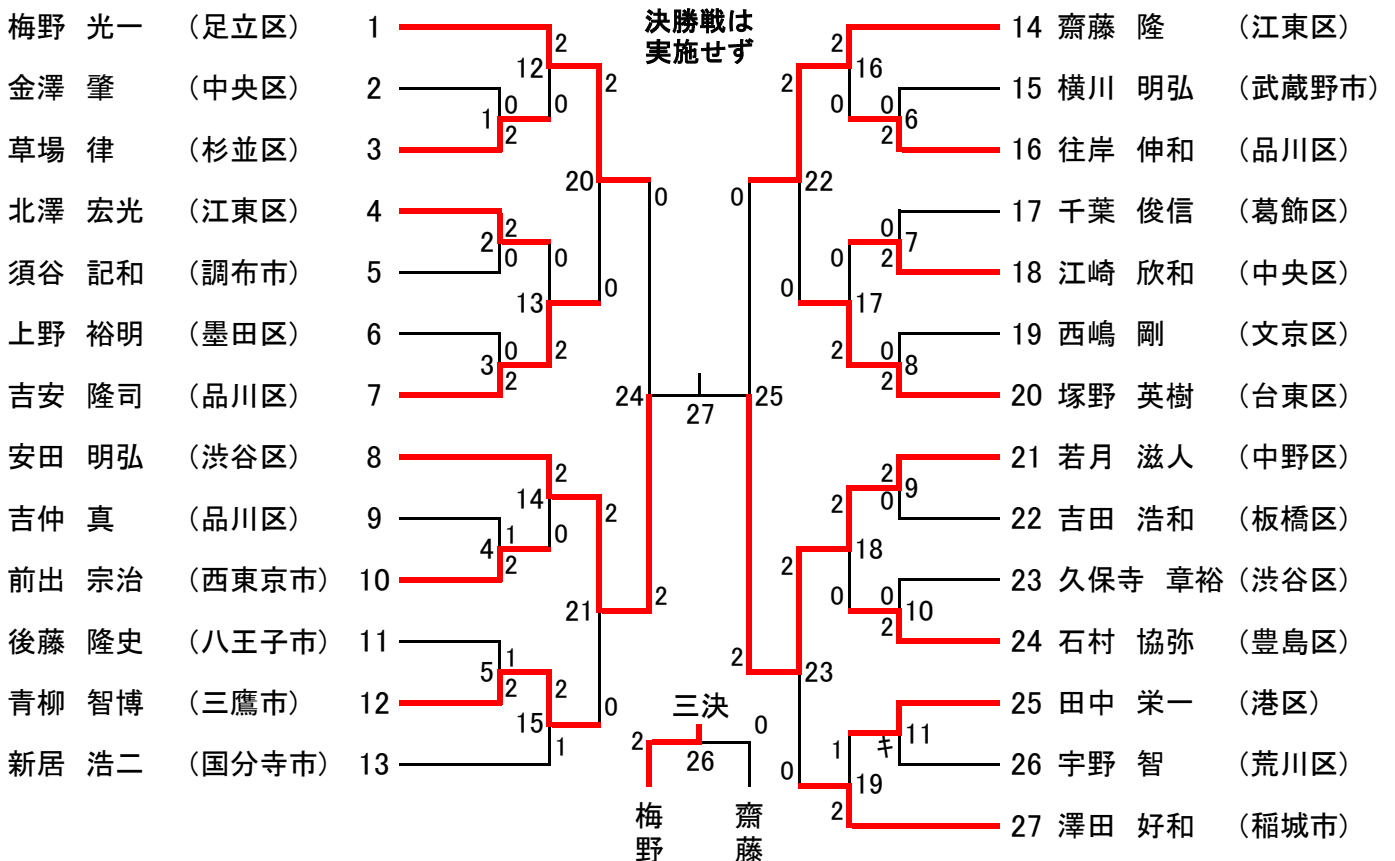 決勝戦は
実施せず
梅野 光一 （足立区） 1
金澤 肇 （中央区） 2
草場 律 （杉並区） 3
北澤 宏光 （江東区） 4
須谷 記和 （調布市） 5
上野 裕明 （墨田区） 6
吉安 隆司 （品川区） 7
安田 明弘 （渋谷区） 8
吉仲 真 （品川区） 9
前出 宗治 （西東京市） 10
後藤 隆史 （八王子市） 11
青柳 智博 （三鷹市） 12
新居 浩二 （国分寺市） 13
2
12
0
0
1
2
2
20
0
2
2
0
0
13
2
0
3
2
0
24
2
14
0
1
4
2
2
21
0
2
1
5
2
2
15
1
27
三決
2
26
0
梅野
齋藤
14 齋藤 隆 （江東区）
15 横川 明弘 （武蔵野市）
16 往岸 伸和 （品川区）
17 千葉 俊信 （葛飾区）
18 江崎 欣和 （中央区）
19 西嶋 剛 （文京区）
20 塚野 英樹 （台東区）
21 若月 滋人 （中野区）
22 吉田 浩和 （板橋区）
23 久保寺 章裕 （渋谷区）
24 石村 協弥 （豊島区）
25 田中 栄一 （港区）
26 宇野 智 （荒川区）
27 澤田 好和 （稲城市）
2
16
0
0
6
2
2
22
0
0
7
2
0
17
2
0
8
2
0
25
2
2
9
0
2
18
0
0
10
2
2
23
0
11
キ
1
19
2